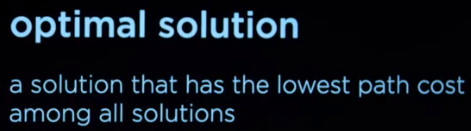 optimal solution
a solution that has the lowest path cost
among all solutions